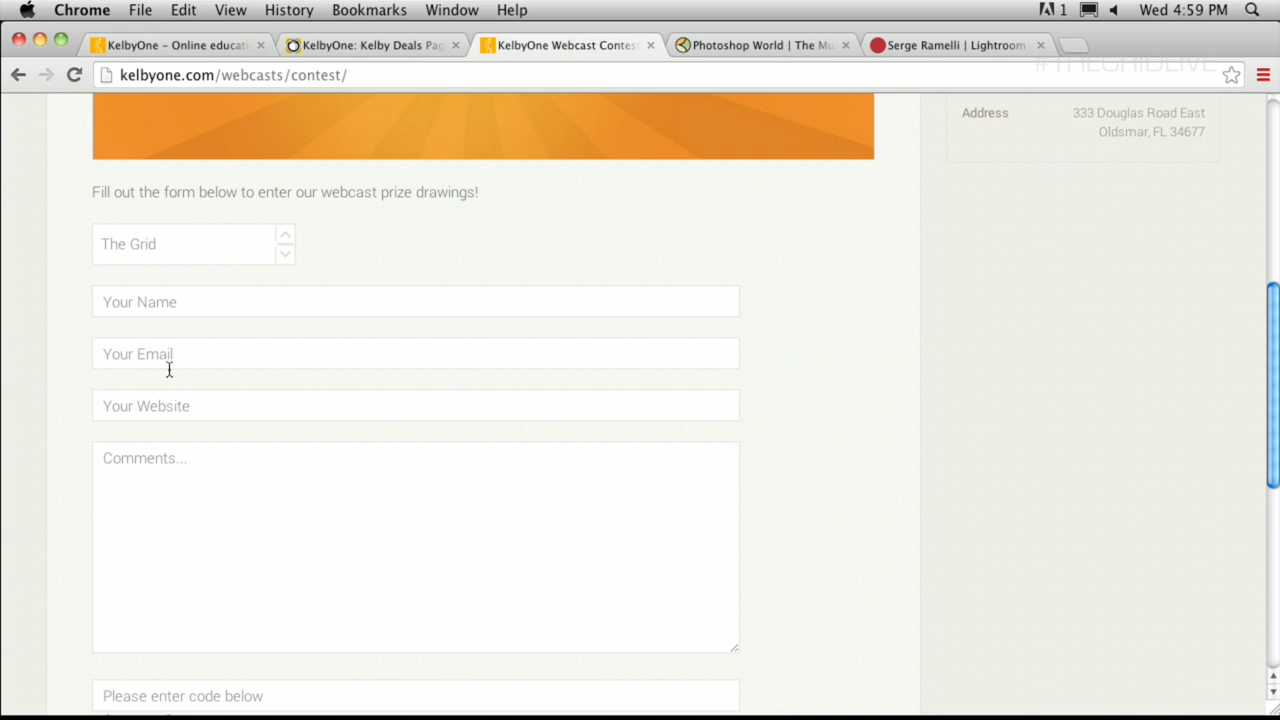 Chrome File Edit View History Bookmarks Window Help 1 Wed 4:59 PM
KelbyOne – Online educati KelbyOne: Kelby Deals Pag KelbyOne Webcast Contes Photoshop World | The Mu Serge Ramelli | Lightroom
kelbyone.com/webcasts/contest/
#THEGRIDLIVE
Address 333 Douglas Road East
Oldsmar, FL 34677
Fill out the form below to enter our webcast prize drawings!
The Grid
Your Name
Your Email
Your Website
Comments...
Please enter code below